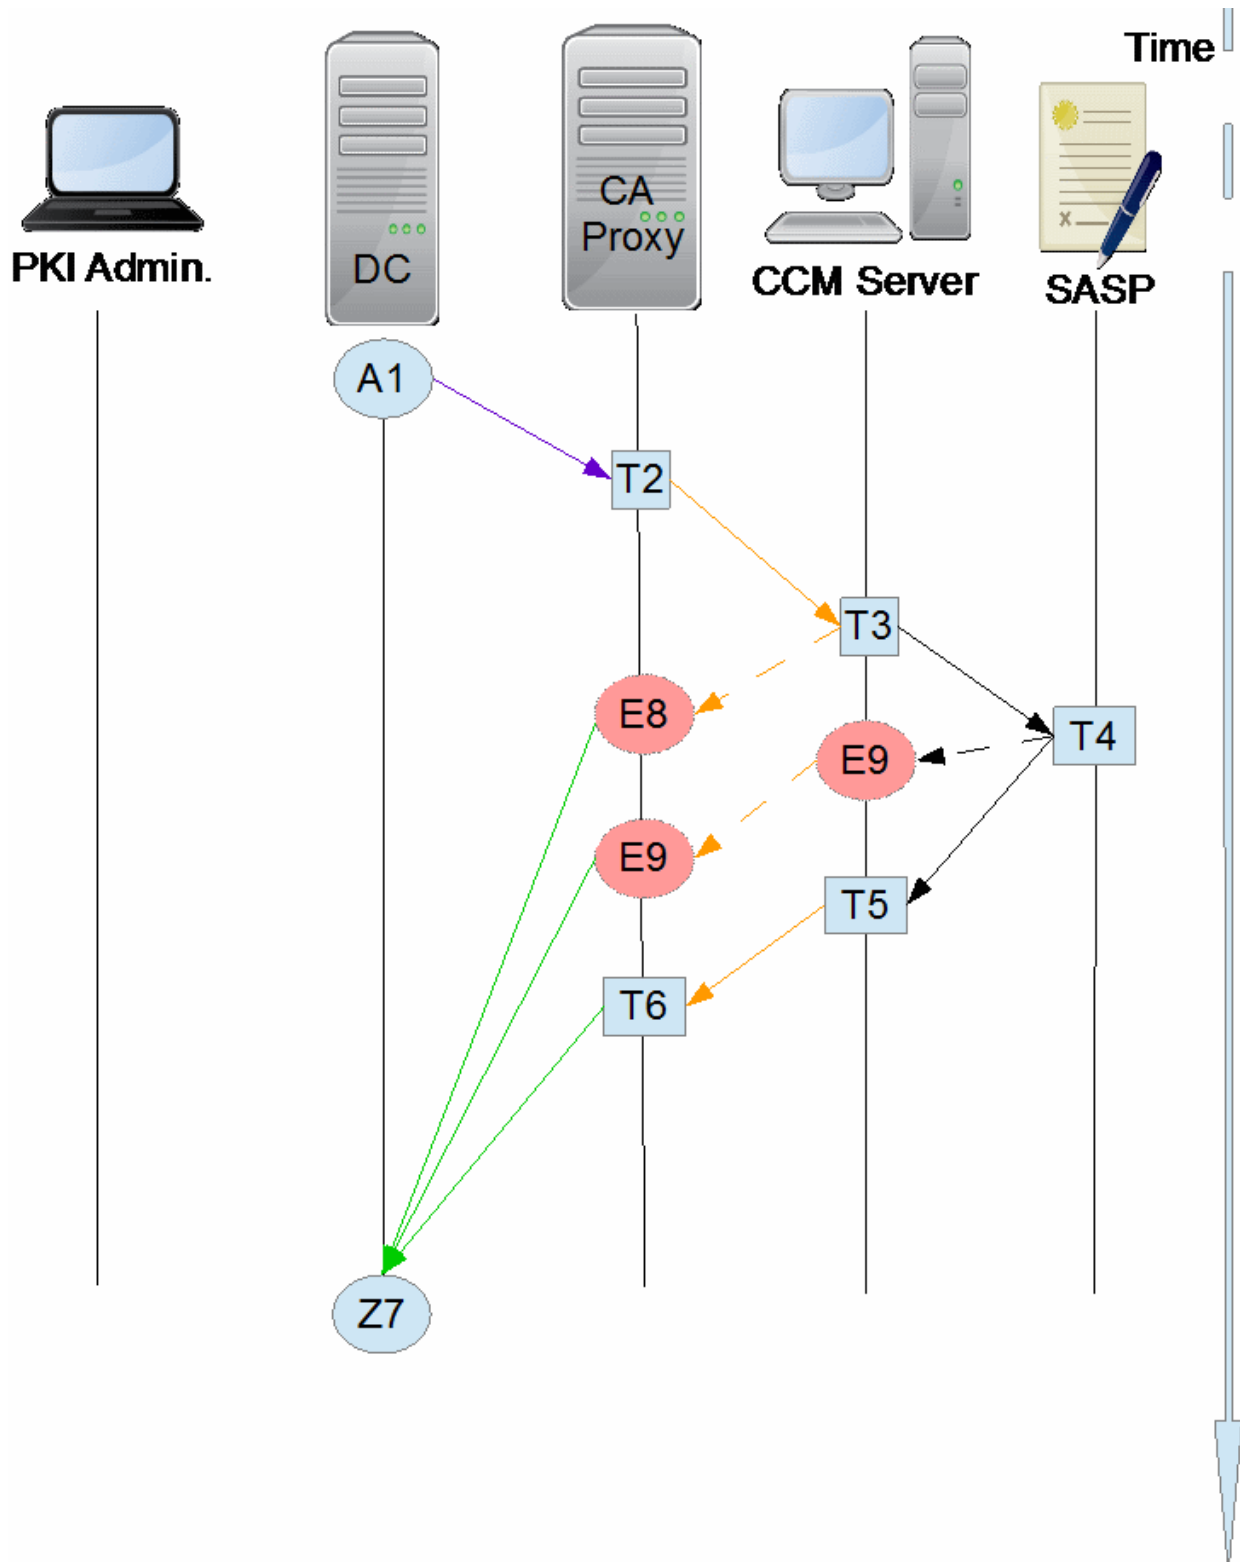 Time
PKI Admin.
DC
CA
Proxy
CCM Server
SASP
A1
T2
T3
E8
T4
E9
E9
T5
T6
Z7